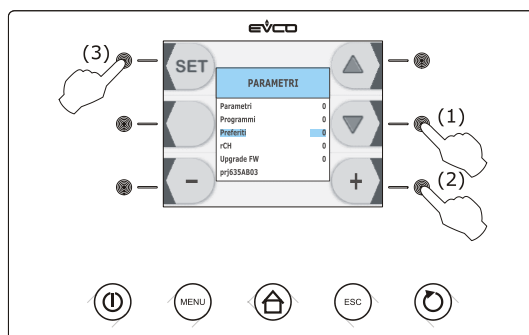 EVCO
(3)
SET
PARAMETRI
(1)
Parametri 0
Programmi 0
Preferiti 0
rCH 0
Upgrade FW 0
prj635AB03
(2)
- +
MENU
ESC